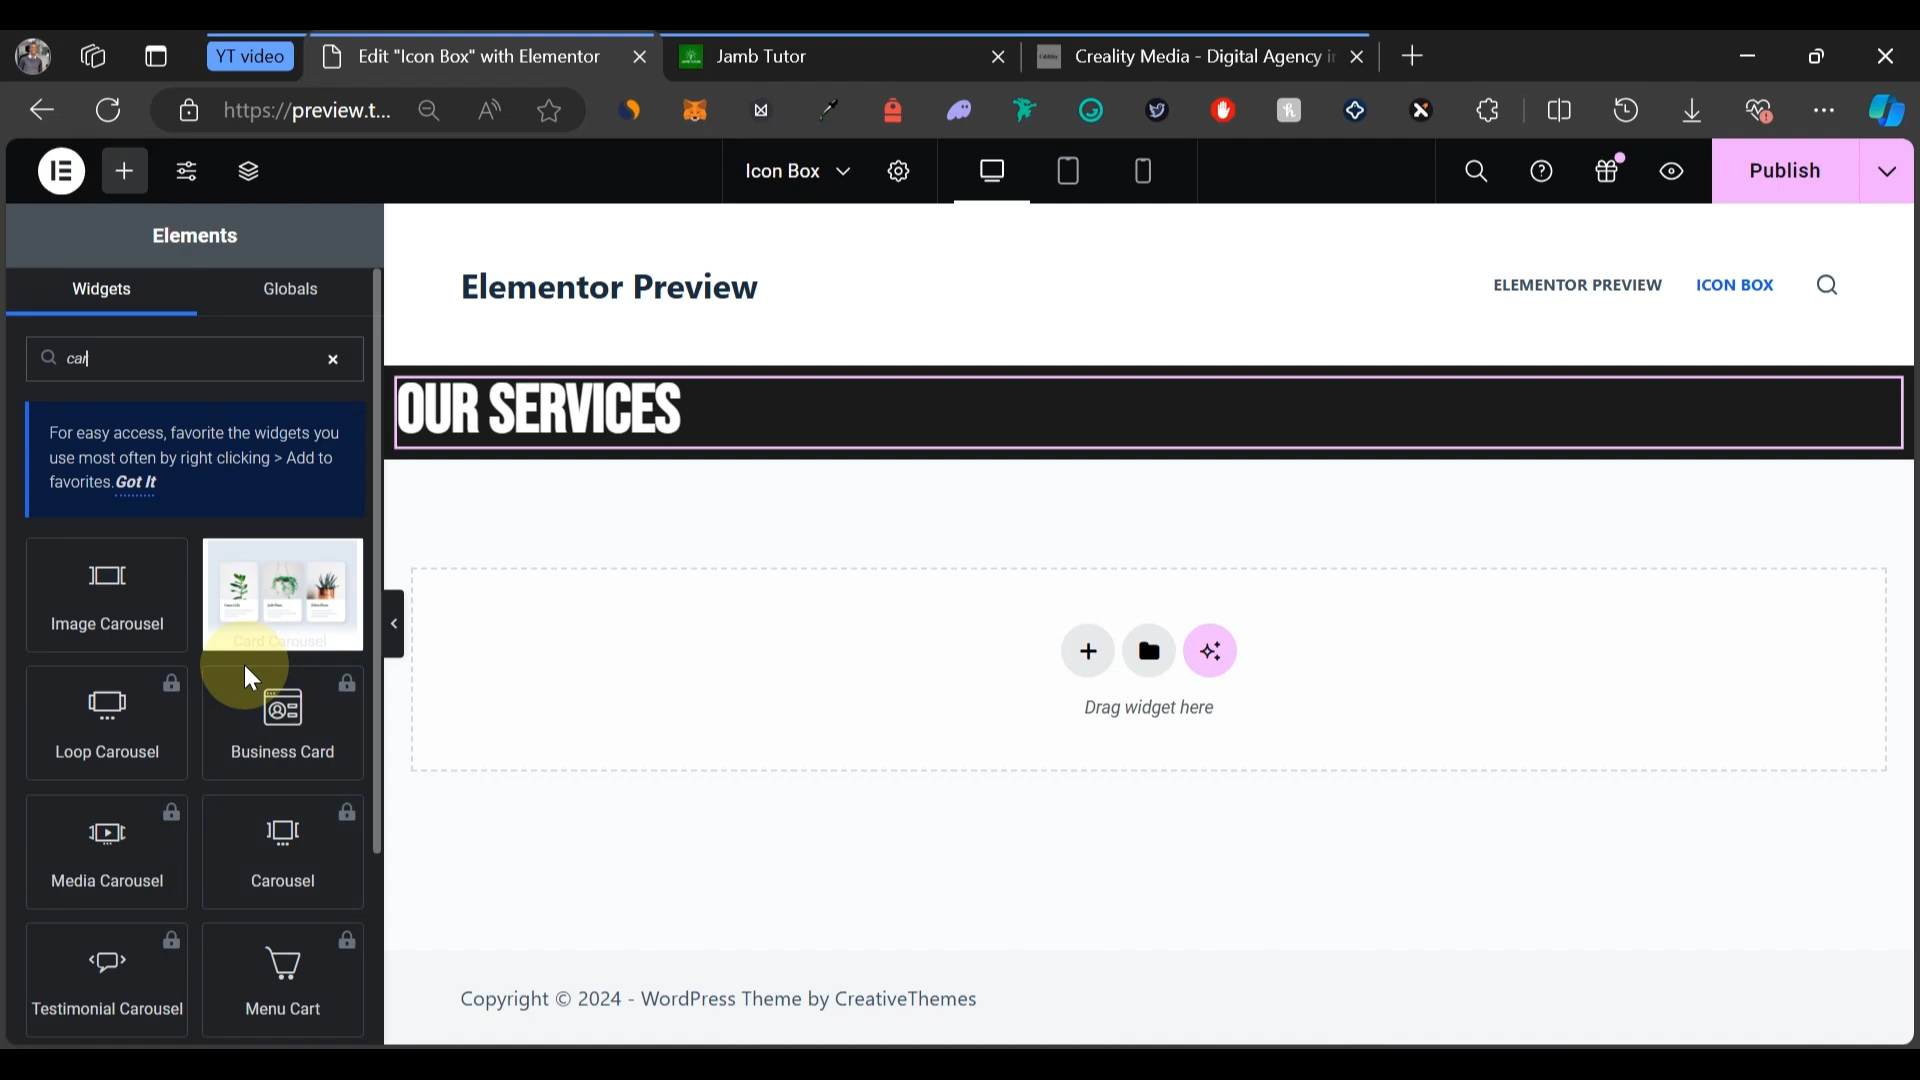 YT video
Edit "Icon Box" with Elementor
Jamb Tutor
Creality Media - Digital Agency in
https://preview.t...
Icon Box
Publish
Elements
Widgets
Globals
car
For easy access, favorite the widgets you
use most often by right clicking > Add to
favorites. Got It
Image Carousel
Card Carousel
Loop Carousel
Business Card
Media Carousel
Carousel
Testimonial Carousel
Menu Cart
Elementor Preview
ELEMENTOR PREVIEW
ICON BOX
OUR SERVICES
Drag widget here
Copyright © 2024 - WordPress Theme by CreativeThemes